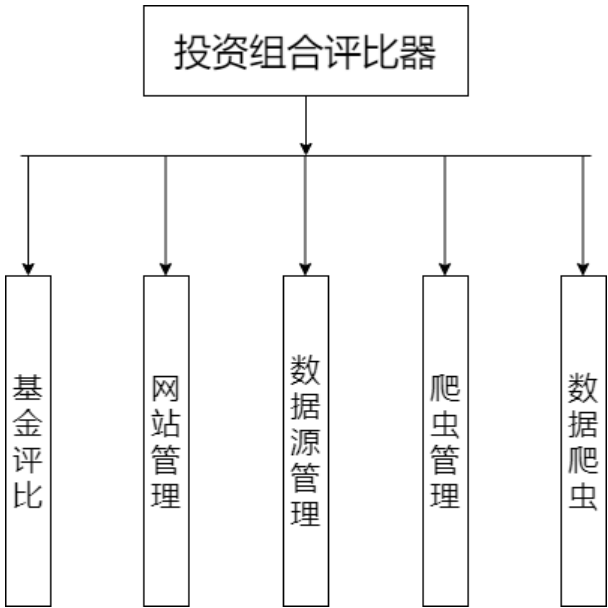 投资组合评比器
基金评比
网站管理
数据源管理
爬虫管理
数据爬虫